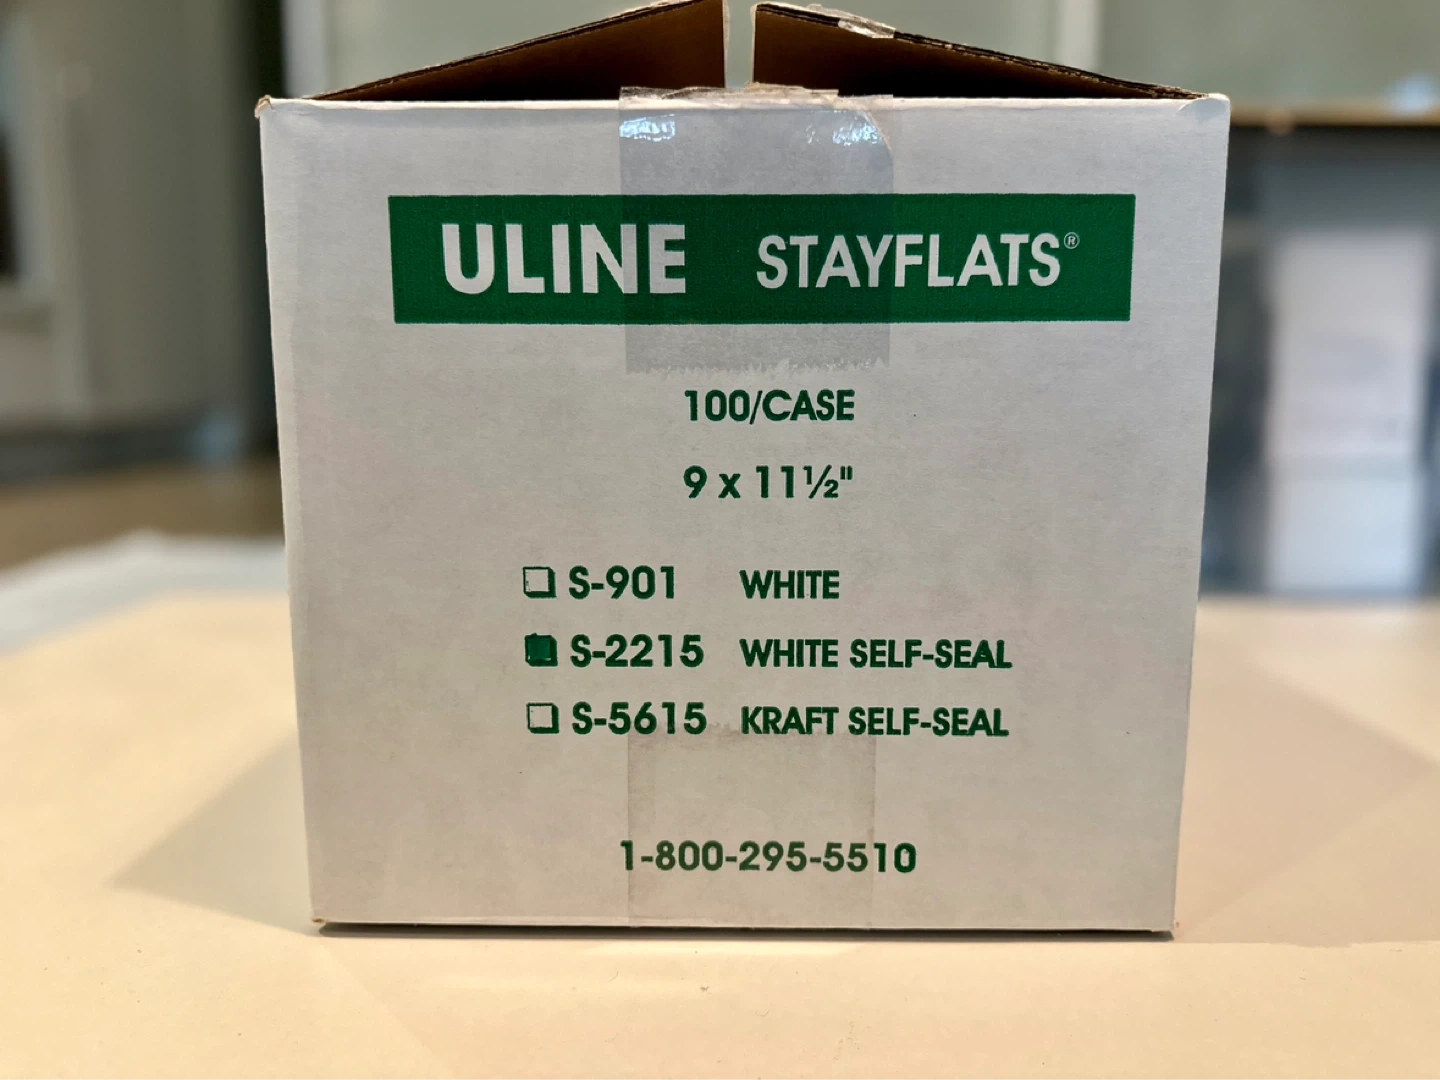 ULINE STAYFLATS®
100/CASE
9 x 11½"
☐ S-901 WHITE
■ S-2215 WHITE SELF-SEAL
☐ S-5615 KRAFT SELF-SEAL
1-800-295-5510